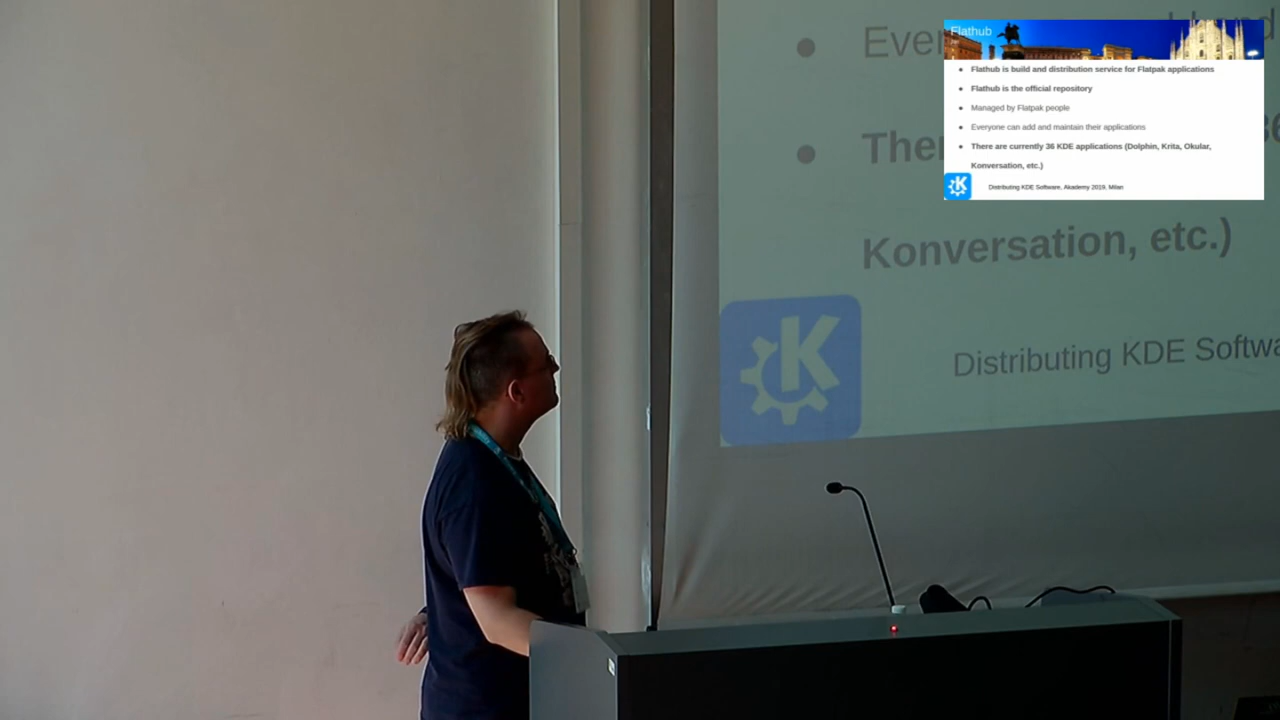 Flathub
Flathub is build and distribution service for Flatpak applications
Flathub is the official repository
Managed by Flatpak people
Everyone can add and maintain their applications
There are currently 36 KDE applications (Dolphin, Krita, Okular,
Konversation, etc.)
Distributing KDE Software, Akademy 2019, Milan
Ever
Ther
Konversation, etc.)
Distributing KDE Softwa